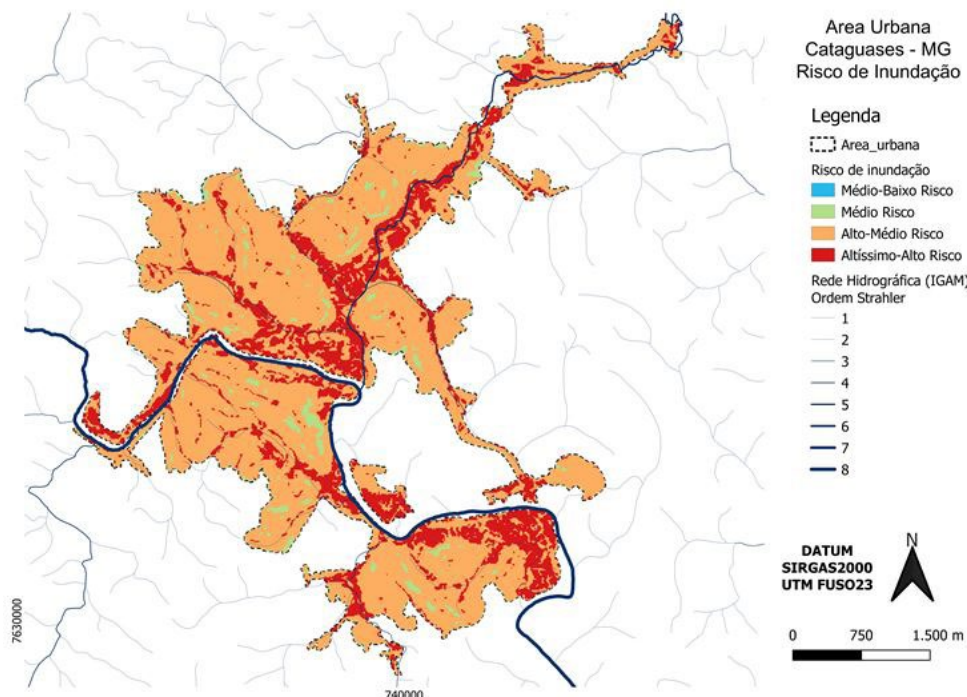 Area Urbana
Cataguases - MG
Risco de Inundação
Legenda
Area_urbana
Risco de inundação
Médio-Baixo Risco
Médio Risco
Alto-Médio Risco
Altíssimo-Alto Risco
Rede Hidrográfica (IGAM)
Ordem Strahler
1
2
3
4
5
6
7
8
DATUM
SIRGAS2000
UTM FUSO23
N
0 750 1.500 m
7630000
740000